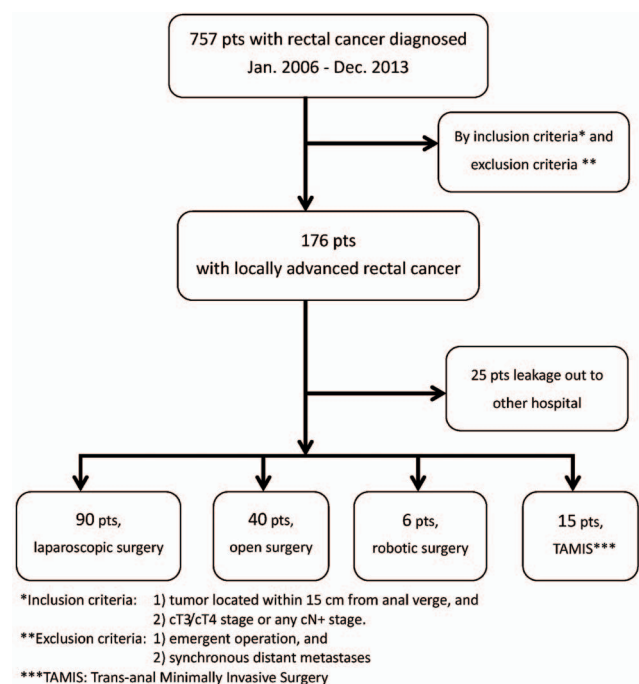 757 pts with rectal cancer diagnosed
Jan. 2006 - Dec. 2013
By inclusion criteria* and
exclusion criteria **
176 pts
with locally advanced rectal cancer
25 pts leakage out to
other hospital
90 pts,
laparoscopic surgery
40 pts,
open surgery
6 pts,
robotic surgery
15 pts,
TAMIS***
*Inclusion criteria: 1) tumor located within 15 cm from anal verge, and
2) cT3/cT4 stage or any cN+ stage.
**Exclusion criteria: 1) emergent operation, and
2) synchronous distant metastases
***TAMIS: Trans-anal Minimally Invasive Surgery